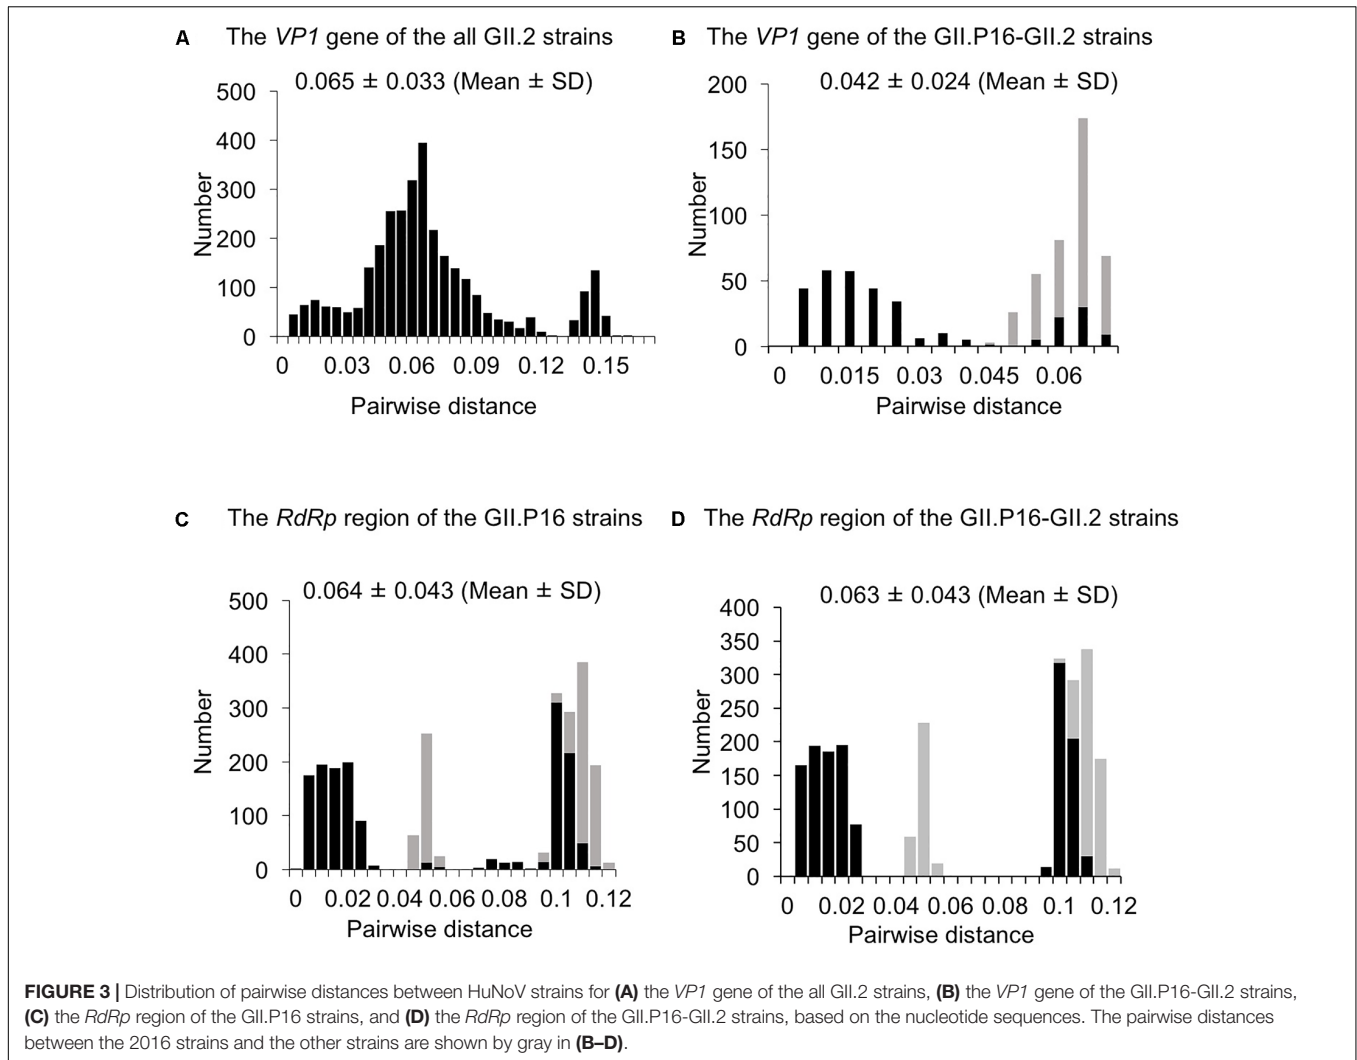 A The VP1 gene of the all GII.2 strains
0.065 ± 0.033 (Mean ± SD)
500
400
300
200
100
0
Number
0 0.03 0.06 0.09 0.12 0.15
Pairwise distance
B The VP1 gene of the GII.P16-GII.2 strains
0.042 ± 0.024 (Mean ± SD)
200
150
100
50
0
Number
0 0.015 0.03 0.045 0.06
Pairwise distance
C The RdRp region of the GII.P16 strains
0.064 ± 0.043 (Mean ± SD)
500
400
300
200
100
0
Number
0 0.02 0.04 0.06 0.08 0.1 0.12
Pairwise distance
D The RdRp region of the GII.P16-GII.2 strains
0.063 ± 0.043 (Mean ± SD)
400
350
300
250
200
150
100
50
0
Number
0 0.02 0.04 0.06 0.08 0.1 0.12
Pairwise distance
FIGURE 3 | Distribution of pairwise distances between HuNoV strains for (A) the VP1 gene of the all GII.2 strains, (B) the VP1 gene of the GII.P16-GII.2 strains,
(C) the RdRp region of the GII.P16 strains, and (D) the RdRp region of the GII.P16-GII.2 strains, based on the nucleotide sequences. The pairwise distances
between the 2016 strains and the other strains are shown by gray in (B–D).